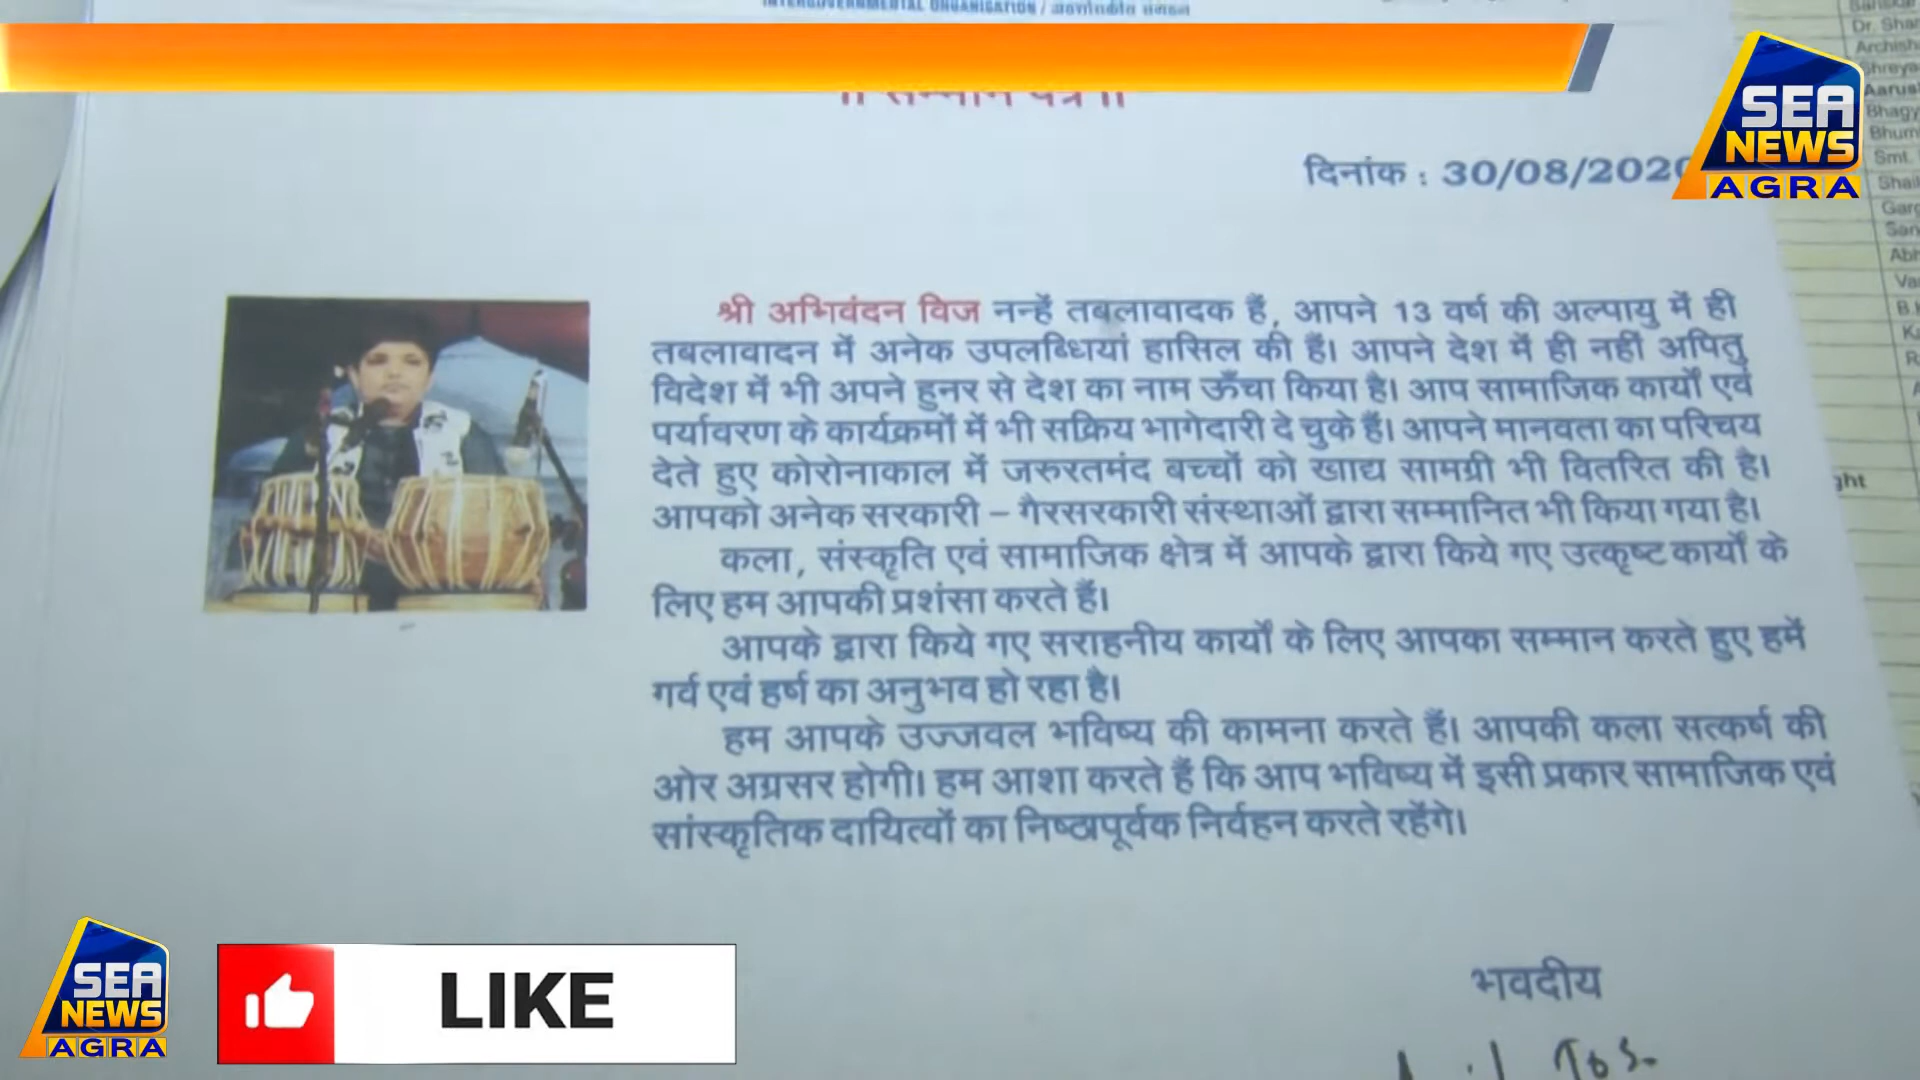 INTERGOVERNMENTAL ORGANISATION /
।। सम्मान पत्र ।।
दिनांक : 30/08/2020
SEA
NEWS
AGRA
श्री अभिवंदन विज नन्हें तबलावादक हैं, आपने 13 वर्ष की अल्पायु में ही
तबलावादन में अनेक उपलब्धियां हासिल की हैं। आपने देश में ही नहीं अपितु
विदेश में भी अपने हुनर से देश का नाम ऊँचा किया है। आप सामाजिक कार्यों एवं
पर्यावरण के कार्यक्रमों में भी सक्रिय भागेदारी दे चुके हैं। आपने मानवता का परिचय
देते हुए कोरोनाकाल में जरुरतमंद बच्चों को खाद्य सामग्री भी वितरित की है।
आपको अनेक सरकारी – गैरसरकारी संस्थाओं द्वारा सम्मानित भी किया गया है।
कला, संस्कृति एवं सामाजिक क्षेत्र में आपके द्वारा किये गए उत्कृष्ट कार्यों के
लिए हम आपकी प्रशंसा करते हैं।
आपके द्वारा किये गए सराहनीय कार्यों के लिए आपका सम्मान करते हुए हमें
गर्व एवं हर्ष का अनुभव हो रहा है।
हम आपके उज्जवल भविष्य की कामना करते हैं। आपकी कला सत्कर्ष की
ओर अग्रसर होगी। हम आशा करते हैं कि आप भविष्य में इसी प्रकार सामाजिक एवं
सांस्कृतिक दायित्वों का निष्ठापूर्वक निर्वहन करते रहेंगे।
भवदीय
SEA
NEWS
AGRA
LIKE